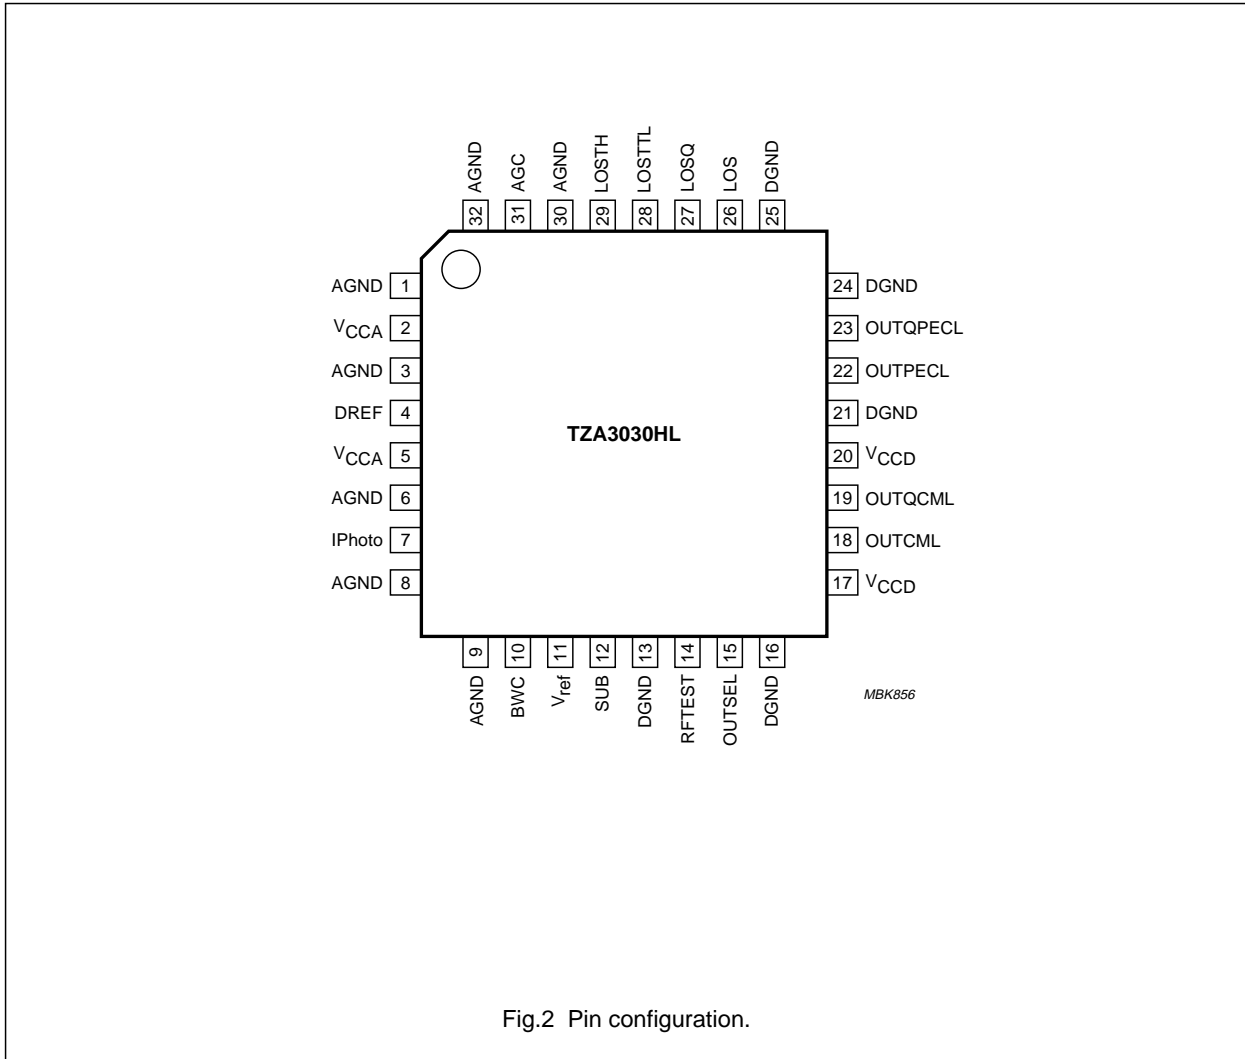 AGND
AGC
AGND
LOSTH
LOSTTL
LOSQ
LOS
DGND
32
31
30
29
28
27
26
25
AGND 1
VCCA 2
AGND 3
DREF 4
VCCA 5
AGND 6
IPhoto 7
AGND 8
TZA3030HL
24 DGND
23 OUTQPECL
22 OUTPECL
21 DGND
20 VCCD
19 OUTQCML
18 OUTCML
17 VCCD
9
10
11
12
13
14
15
16
AGND
BWC
Vref
SUB
DGND
RFTEST
OUTSEL
DGND
MBK856
Fig.2 Pin configuration.